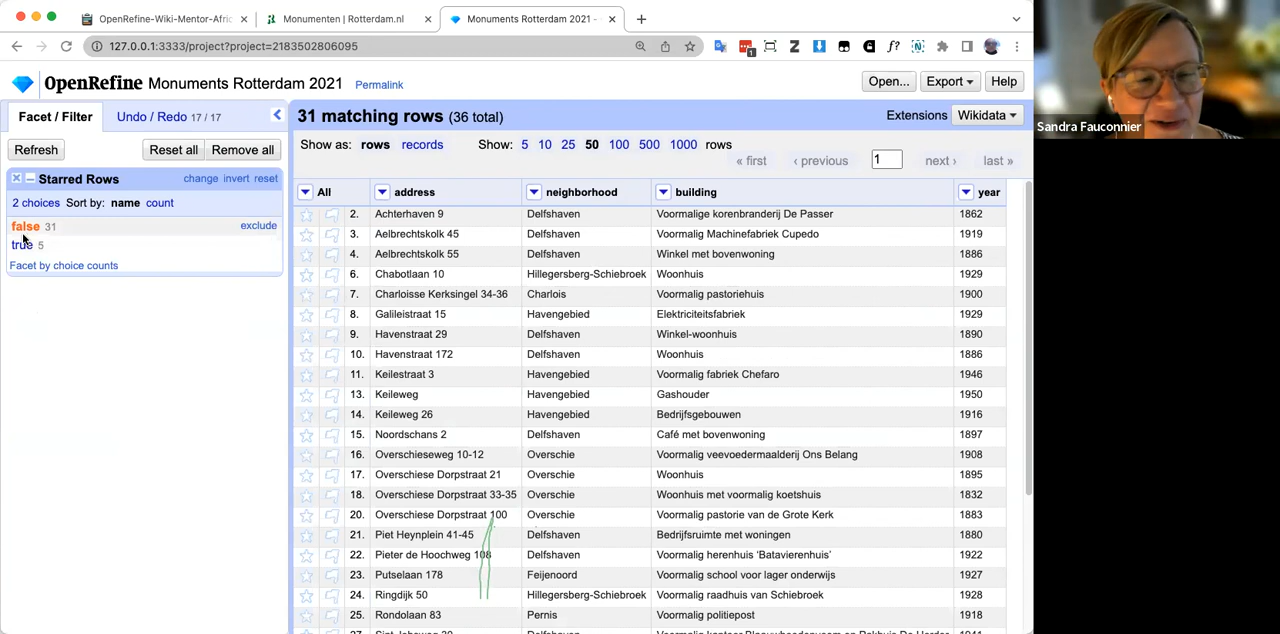 OpenRefine-Wiki-Mentor-Afric
Monumenten | Rotterdam.nl
Monuments Rotterdam 2021 -
127.0.0.1:3333/project?project=2183502806095
OpenRefine Monuments Rotterdam 2021 Permalink Open... Export Help
Facet / Filter Undo / Redo 17 / 17
Refresh Reset all Remove all
Starred Rows change invert reset
2 choices Sort by: name count
false 31 exclude
true 5
Facet by choice counts
31 matching rows (36 total) Extensions Wikidata
Show as: rows records Show: 5 10 25 50 100 500 1000 rows
« first ‹ previous 1 next › last »
All address neighborhood building year
2. Achterhaven 9 Delfshaven Voormalige korenbranderij De Passer 1862
3. Aelbrechtskolk 45 Delfshaven Voormalig Machinefabriek Cupedo 1919
4. Aelbrechtskolk 55 Delfshaven Winkel met bovenwoning 1886
6. Chabotlaan 10 Hillegersberg-Schiebroek Woonhuis 1929
7. Charloisse Kerksingel 34-36 Charlois Voormalig pastoriehuis 1900
8. Galileistraat 15 Havengebied Elektriciteitsfabriek 1929
9. Havenstraat 29 Delfshaven Winkel-woonhuis 1890
10. Havenstraat 172 Delfshaven Woonhuis 1886
11. Keilestraat 3 Havengebied Voormalig fabriek Chefaro 1946
13. Keileweg Havengebied Gashouder 1950
14. Keileweg 26 Havengebied Bedrijfsgebouwen 1916
15. Noordschans 2 Delfshaven Café met bovenwoning 1897
16. Overschieseweg 10-12 Overschie Voormalig veevoedermaalderij Ons Belang 1908
17. Overschiese Dorpstraat 21 Overschie Woonhuis 1895
18. Overschiese Dorpstraat 33-35 Overschie Woonhuis met voormalig koetshuis 1832
20. Overschiese Dorpstraat 100 Overschie Voormalig pastorie van de Grote Kerk 1883
21. Piet Heynplein 41-45 Delfshaven Bedrijfsruimte met woningen 1880
22. Pieter de Hoochweg 108 Delfshaven Voormalig herenhuis 'Batavierenhuis' 1922
23. Putselaan 178 Feijenoord Voormalig school voor lager onderwijs 1927
24. Ringdijk 50 Hillegersberg-Schiebroek Voormalig raadhuis van Schiebroek 1928
25. Rondolaan 83 Pernis Voormalig politiepost 1918
Sandra Fauconnier